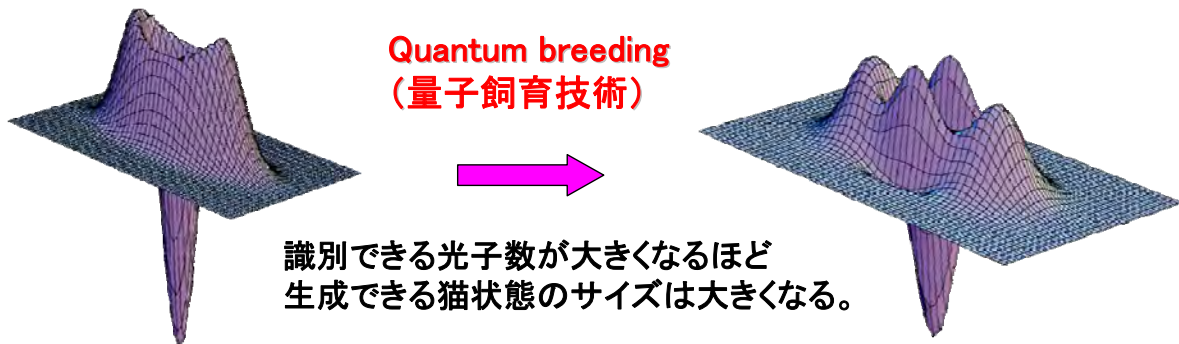 Quantum breeding
（量子飼育技術）
識別できる光子数が大きくなるほど
生成できる猫状態のサイズは大きくなる。